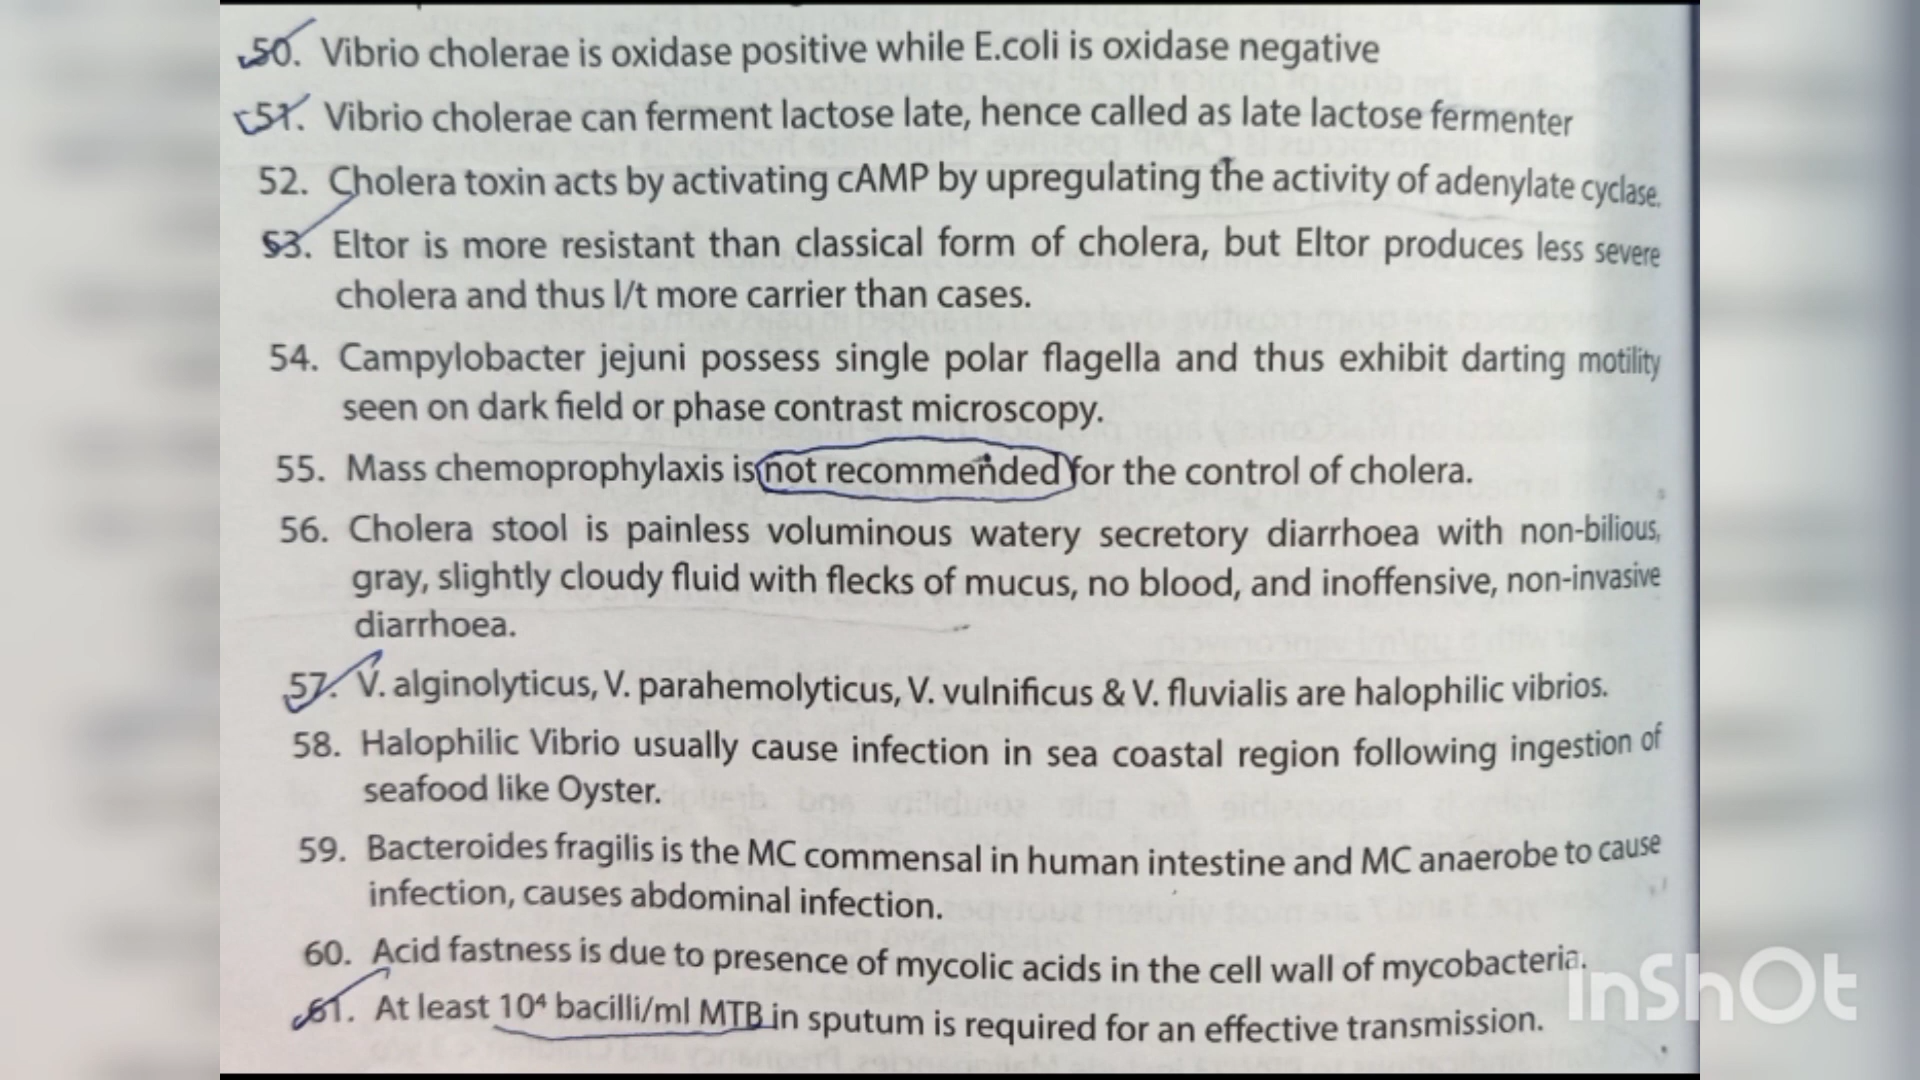 50. Vibrio cholerae is oxidase positive while E.coli is oxidase negative
51. Vibrio cholerae can ferment lactose late, hence called as late lactose fermenter
52. Cholera toxin acts by activating cAMP by upregulating the activity of adenylate cyclase.
53. Eltor is more resistant than classical form of cholera, but Eltor produces less severe
cholera and thus l/t more carrier than cases.
54. Campylobacter jejuni possess single polar flagella and thus exhibit darting motility
seen on dark field or phase contrast microscopy.
55. Mass chemoprophylaxis is not recommended for the control of cholera.
56. Cholera stool is painless voluminous watery secretory diarrhoea with non-bilious,
gray, slightly cloudy fluid with flecks of mucus, no blood, and inoffensive, non-invasive
diarrhoea.
57. V. alginolyticus, V. parahemolyticus, V. vulnificus & V. fluvialis are halophilic vibrios.
58. Halophilic Vibrio usually cause infection in sea coastal region following ingestion of
seafood like Oyster.
59. Bacteroides fragilis is the MC commensal in human intestine and MC anaerobe to cause
infection, causes abdominal infection.
60. Acid fastness is due to presence of mycolic acids in the cell wall of mycobacteria.
61. At least 10⁴ bacilli/ml MTB in sputum is required for an effective transmission.
InShOt